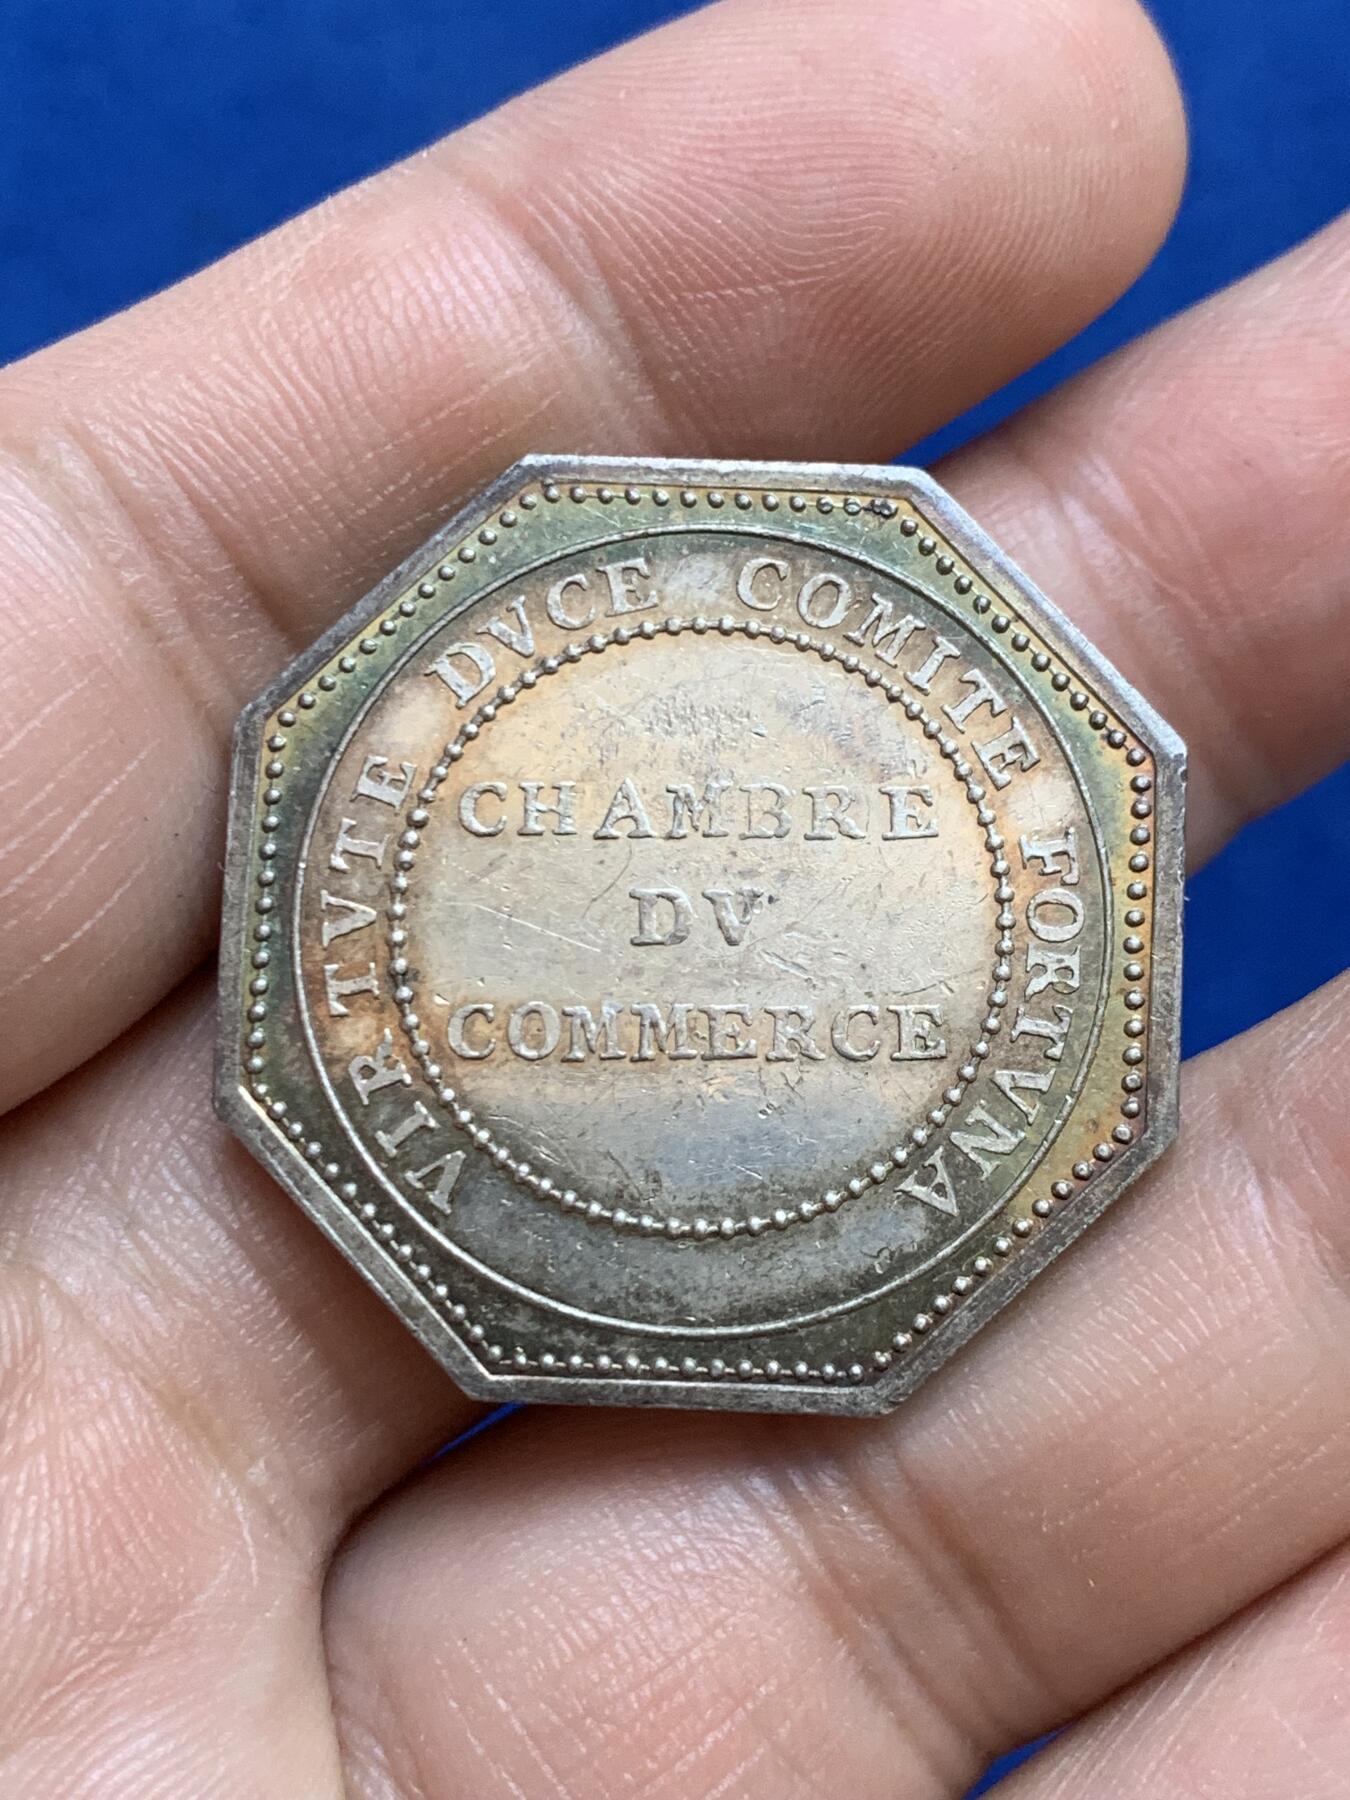 VIRTVTE DVCE COMITE FORTVNA
CHAMBRE
DV
COMMERCE